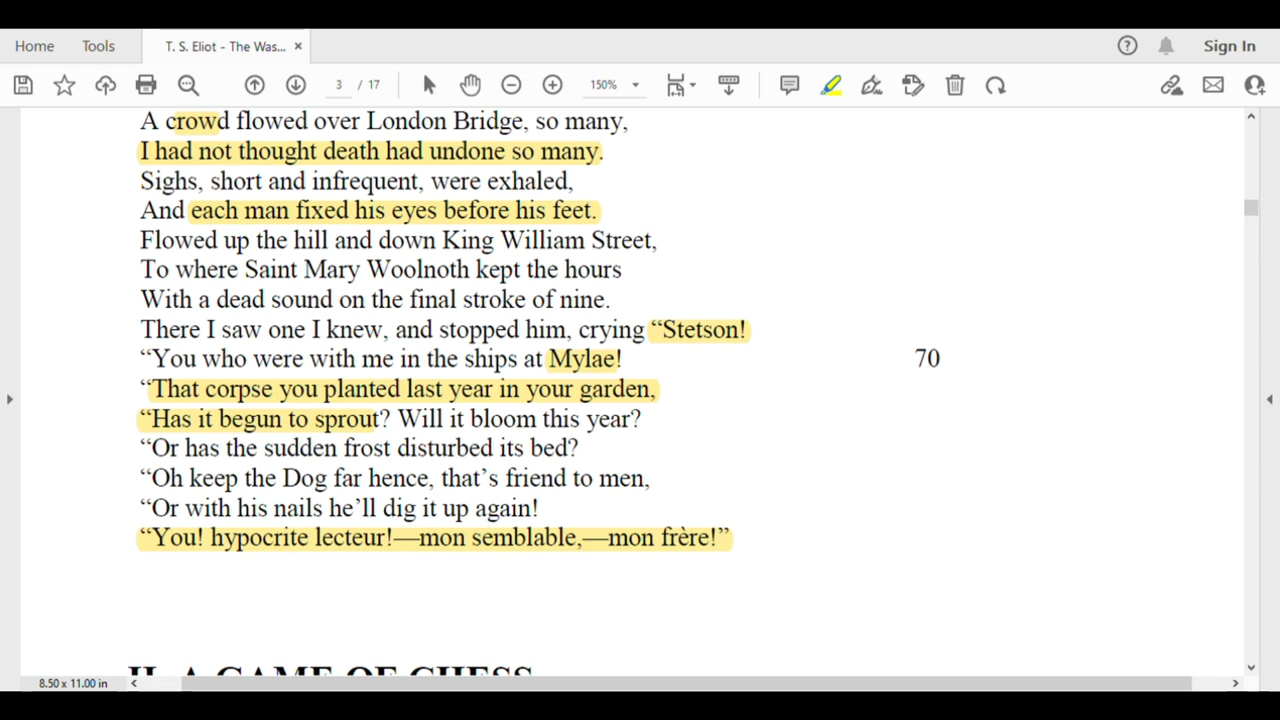 Home Tools T. S. Eliot - The Was... ×
Sign In
3 / 17 150%
A crowd flowed over London Bridge, so many,
I had not thought death had undone so many.
Sighs, short and infrequent, were exhaled,
And each man fixed his eyes before his feet.
Flowed up the hill and down King William Street,
To where Saint Mary Woolnoth kept the hours
With a dead sound on the final stroke of nine.
There I saw one I knew, and stopped him, crying “Stetson!
“You who were with me in the ships at Mylae! 70
“That corpse you planted last year in your garden,
“Has it begun to sprout? Will it bloom this year?
“Or has the sudden frost disturbed its bed?
“Oh keep the Dog far hence, that’s friend to men,
“Or with his nails he’ll dig it up again!
“You! hypocrite lecteur!—mon semblable,—mon frère!”
II. A GAME OF CHESS
8.50 x 11.00 in